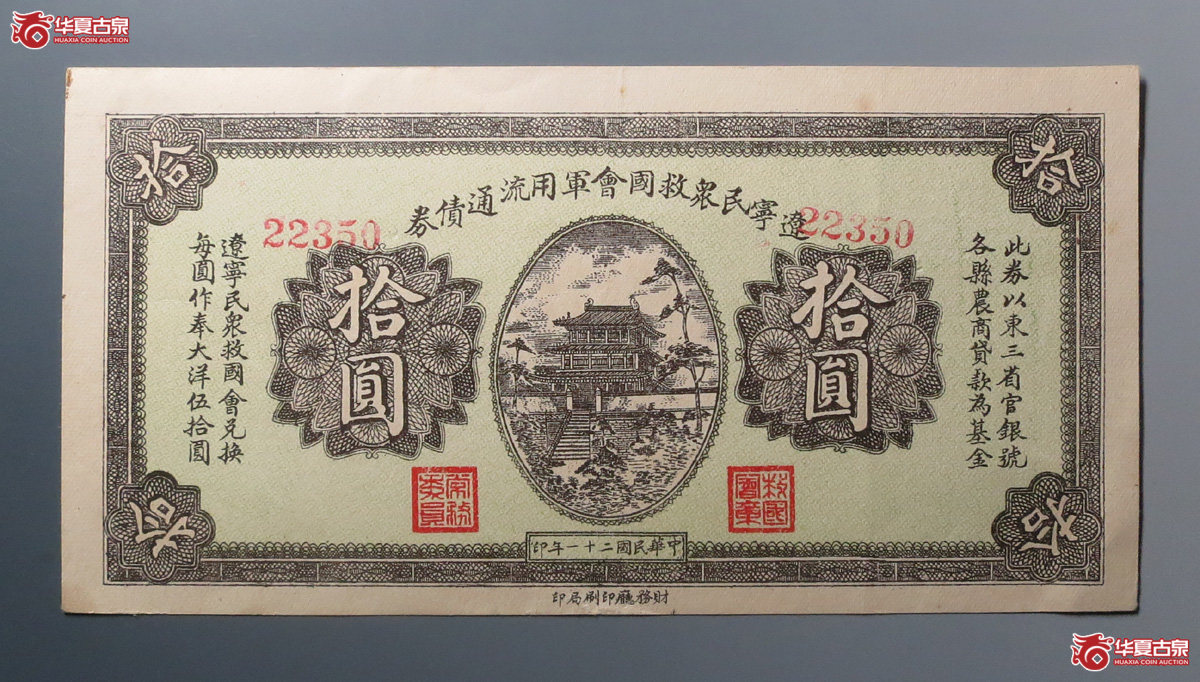 华夏古泉
HUAXIA COIN AUCTION
拾
拾
遼寧民衆救國會軍用流通債券
22350
22350
此券以東三省官銀號
各縣農商貸款為基金
拾圓
拾圓
遼寧民衆救國會兑換
每圓作奉大洋伍拾圓
救國會章
常務委員
拾
拾
中華民國二十一年印
財務廳印刷局印
华夏古泉
HUAXIA COIN AUCTION